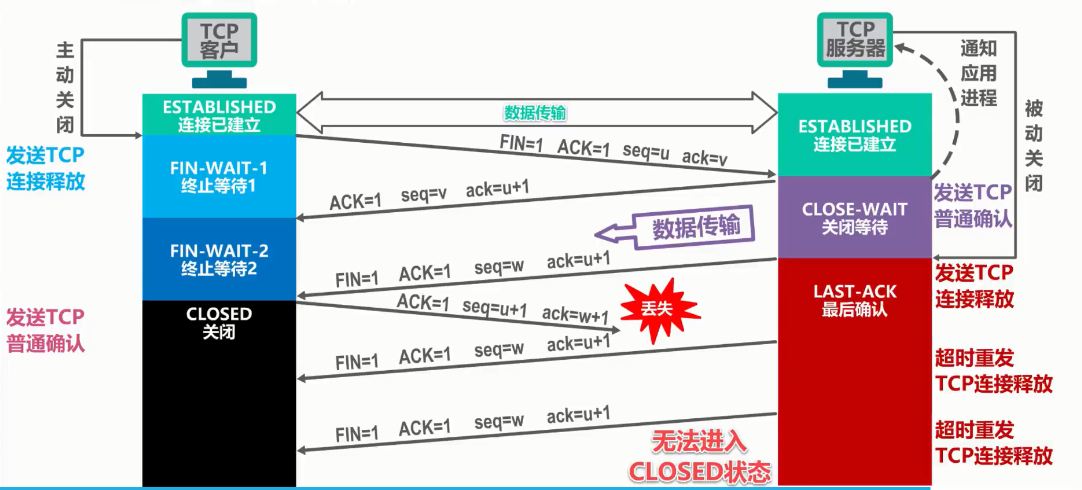 TCP
客户
TCP
服务器
主动关闭
通知
应用
进程
被动关闭
ESTABLISHED
连接已建立
数据传输
ESTABLISHED
连接已建立
FIN=1 ACK=1 seq=u ack=v
发送TCP
连接释放
FIN-WAIT-1
终止等待1
ACK=1 seq=v ack=u+1
CLOSE-WAIT
关闭等待
发送TCP
普通确认
数据传输
FIN-WAIT-2
终止等待2
FIN=1 ACK=1 seq=w ack=u+1
发送TCP
连接释放
LAST-ACK
最后确认
发送TCP
普通确认
CLOSED
关闭
ACK=1 seq=u+1 ack=w+1
丢失
FIN=1 ACK=1 seq=w ack=u+1
超时重发
TCP连接释放
FIN=1 ACK=1 seq=w ack=u+1
无法进入
CLOSED状态
超时重发
TCP连接释放